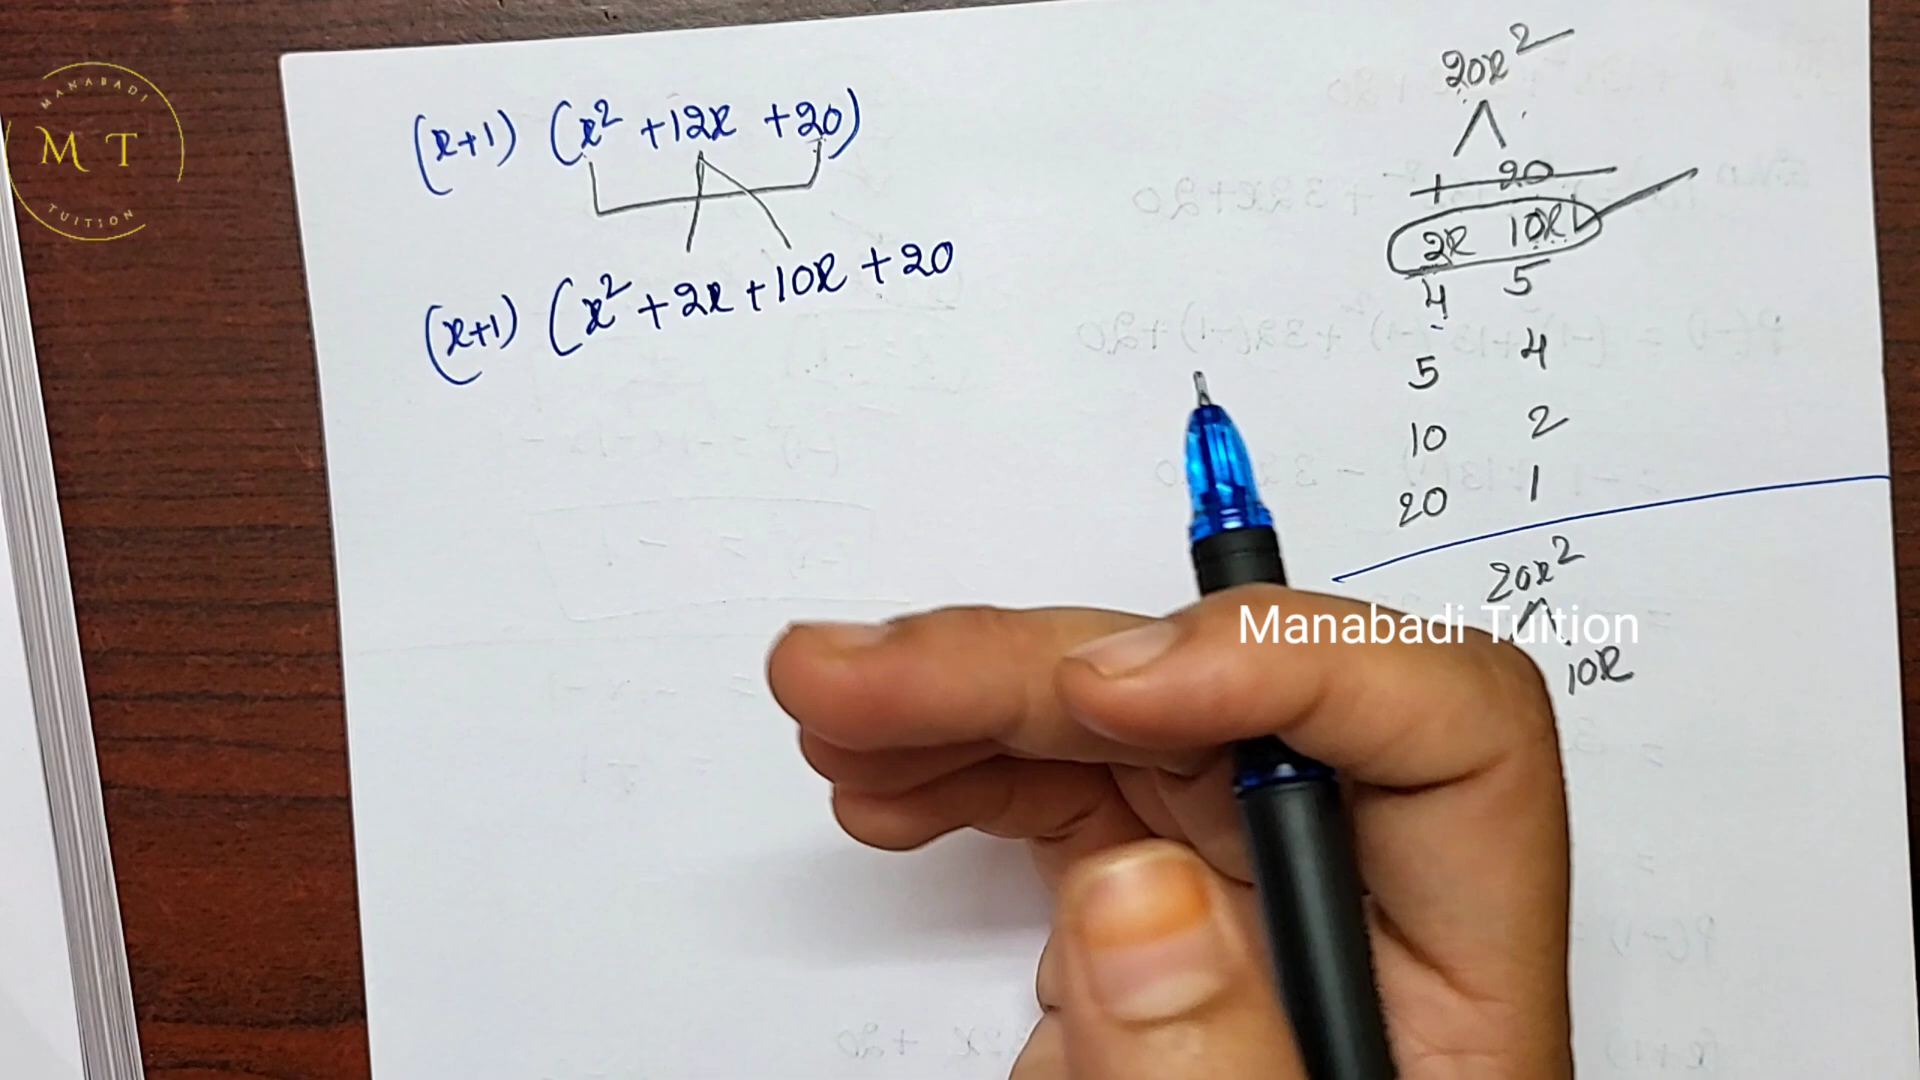 MANABADI
M T
TUITION
(x+1) (x² +12x +20)
(x+1) (x² +2x +10x +20
20x²
1 20
2x 10x
4 5
5 4
10 2
20 1
20x²
10x
Manabadi Tuition